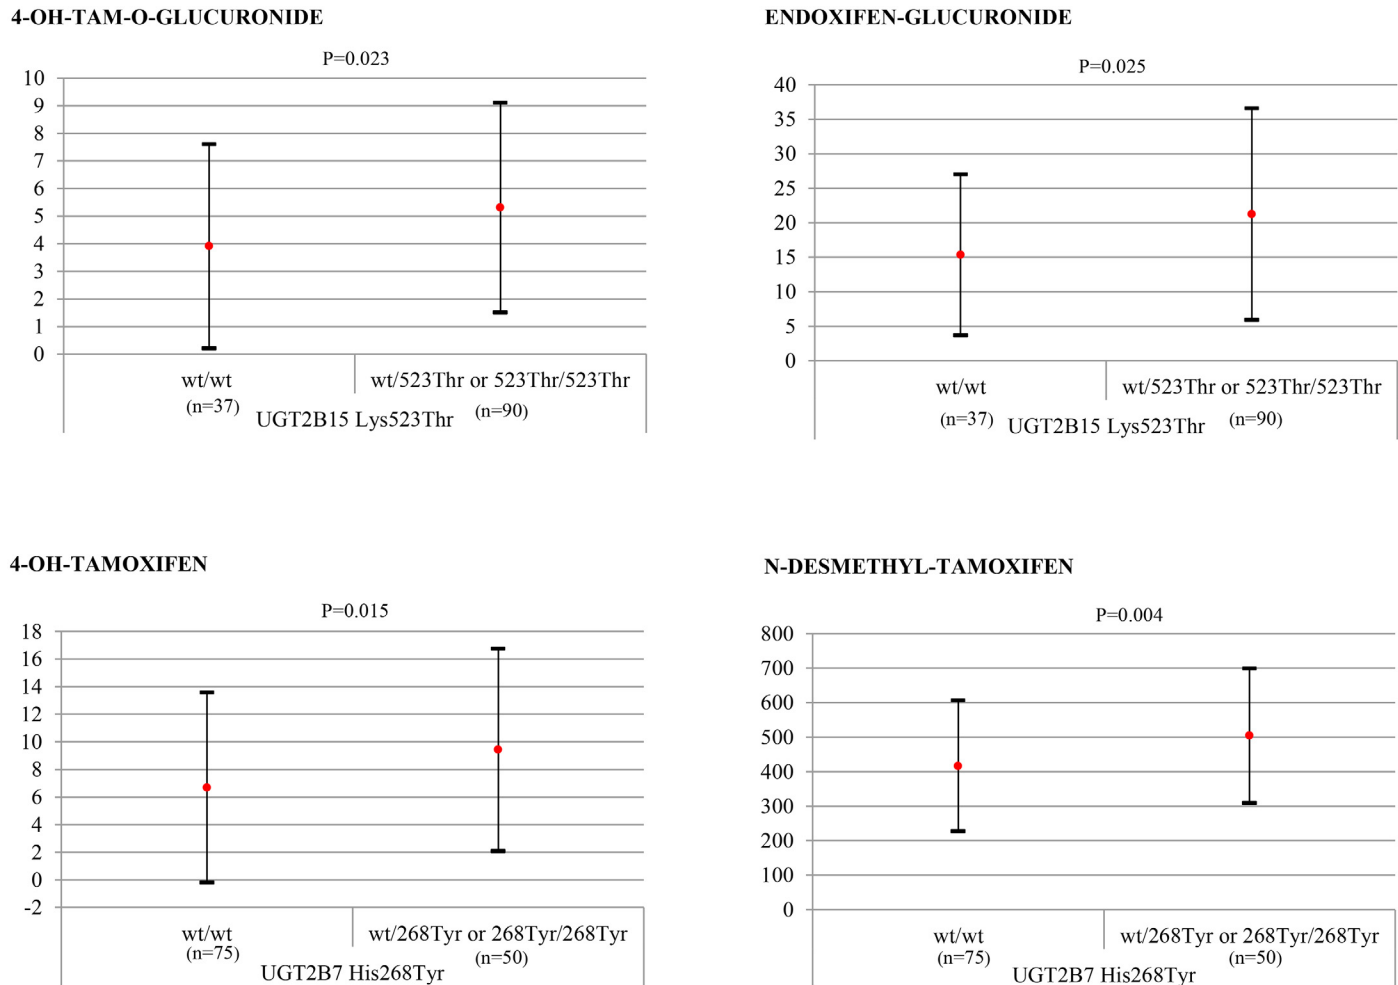 4-OH-TAM-O-GLUCURONIDE
P=0.023
10
9
8
7
6
5
4
3
2
1
0
wt/wt
wt/523Thr or 523Thr/523Thr
(n=37)
(n=90)
UGT2B15 Lys523Thr
ENDOXIFEN-GLUCURONIDE
P=0.025
40
35
30
25
20
15
10
5
0
wt/wt
wt/523Thr or 523Thr/523Thr
(n=37)
(n=90)
UGT2B15 Lys523Thr
4-OH-TAMOXIFEN
P=0.015
18
16
14
12
10
8
6
4
2
0
-2
wt/wt
wt/268Tyr or 268Tyr/268Tyr
(n=75)
(n=50)
UGT2B7 His268Tyr
N-DESMETHYL-TAMOXIFEN
P=0.004
800
700
600
500
400
300
200
100
0
wt/wt
wt/268Tyr or 268Tyr/268Tyr
(n=75)
(n=50)
UGT2B7 His268Tyr